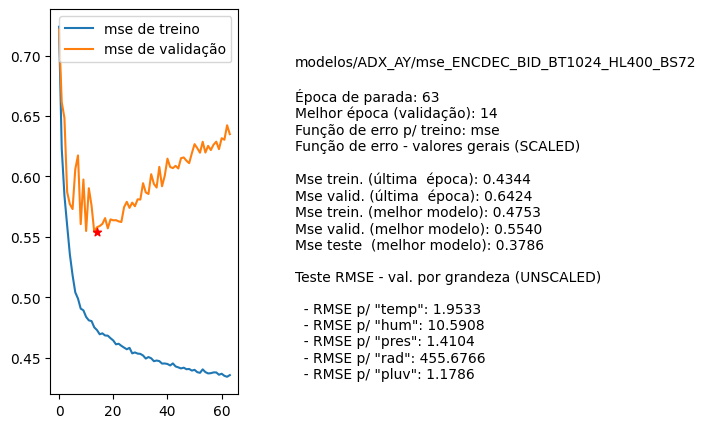 mse de treino
mse de validação
0.70
0.65
0.60
0.55
0.50
0.45
0
20
40
60
modelos/ADX_AY/mse_ENCDEC_BID_BT1024_HL400_BS72
Época de parada: 63
Melhor época (validação): 14
Função de erro p/ treino: mse
Função de erro - valores gerais (SCALED)
Mse trein. (última  época): 0.4344
Mse valid. (última  época): 0.6424
Mse trein. (melhor modelo): 0.4753
Mse valid. (melhor modelo): 0.5540
Mse teste  (melhor modelo): 0.3786
Teste RMSE - val. por grandeza (UNSCALED)
- RMSE p/ "temp": 1.9533
- RMSE p/ "hum": 10.5908
- RMSE p/ "pres": 1.4104
- RMSE p/ "rad": 455.6766
- RMSE p/ "pluv": 1.1786